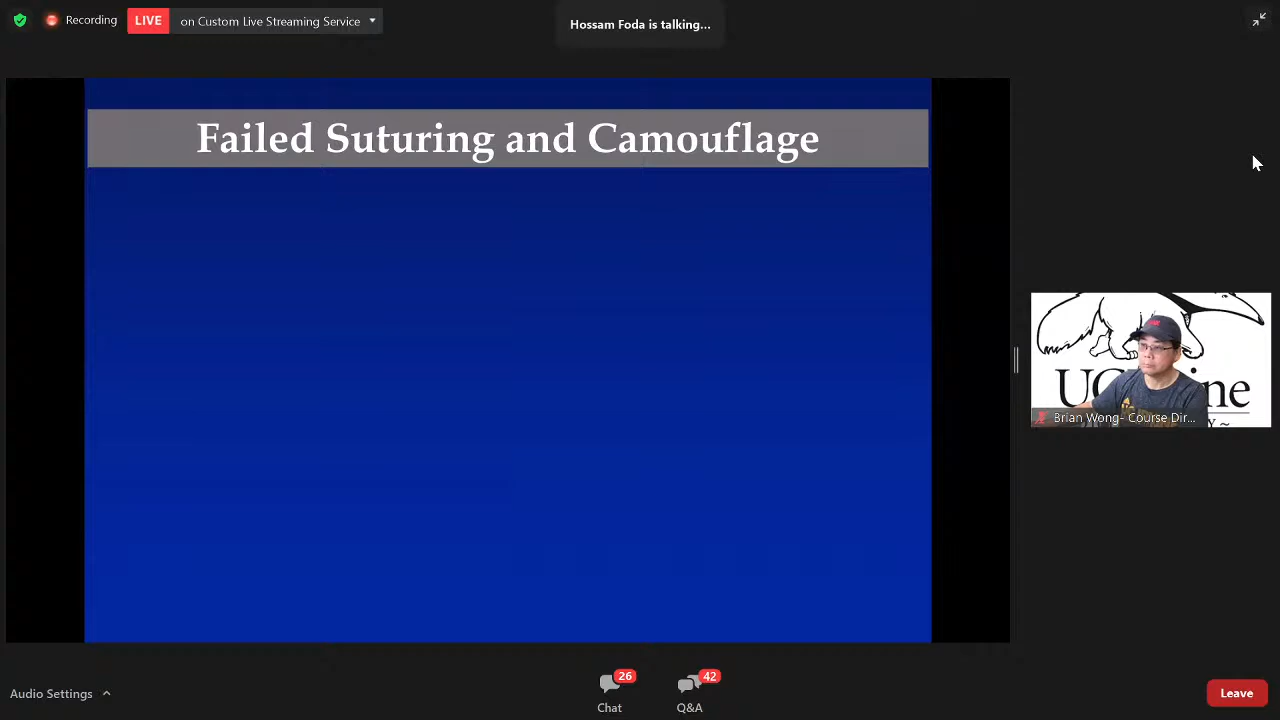 Recording
LIVE
on Custom Live Streaming Service
Hossam Foda is talking...
Failed Suturing and Camouflage
Brian Wong- Course Dir...
Audio Settings
26
Chat
42
Q&A
Leave